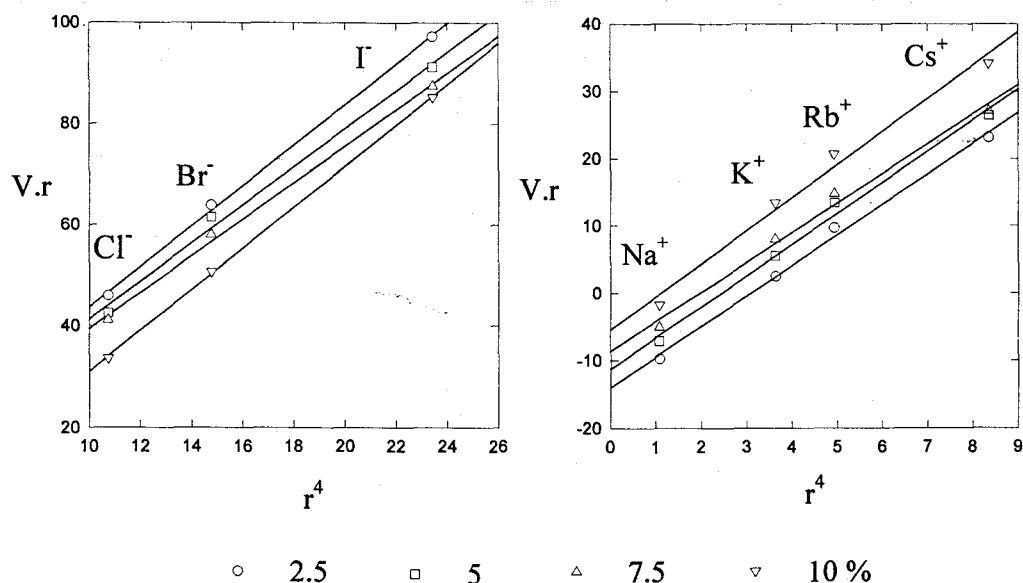 100
80
60
40
20
V.r
Cl⁻
Br⁻
I⁻
10 12 14 16 18 20 22 24 26
r⁴
40
30
20
10
0
-10
-20
V.r
Na⁺
K⁺
Rb⁺
Cs⁺
0 1 2 3 4 5 6 7 8 9
r⁴
○ 2.5 □ 5 △ 7.5 ▽ 10 %